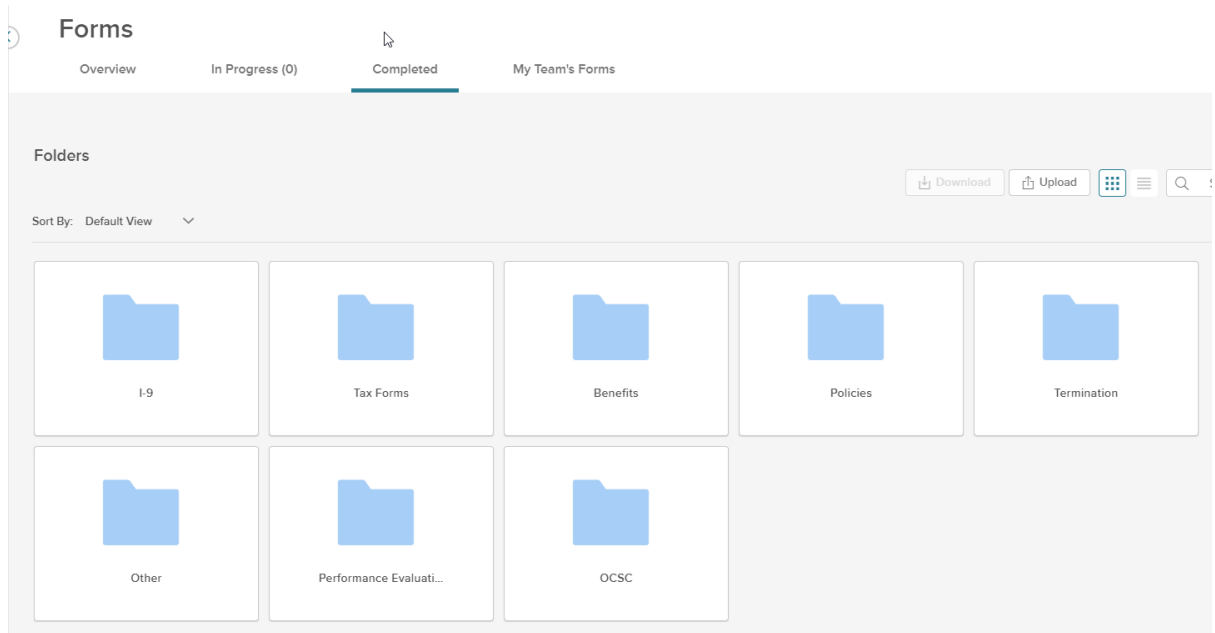 Forms
Overview In Progress (0) Completed My Team's Forms
Folders
Download Upload
Sort By: Default View
I-9 Tax Forms Benefits Policies Termination
Other Performance Evaluati... OCSC